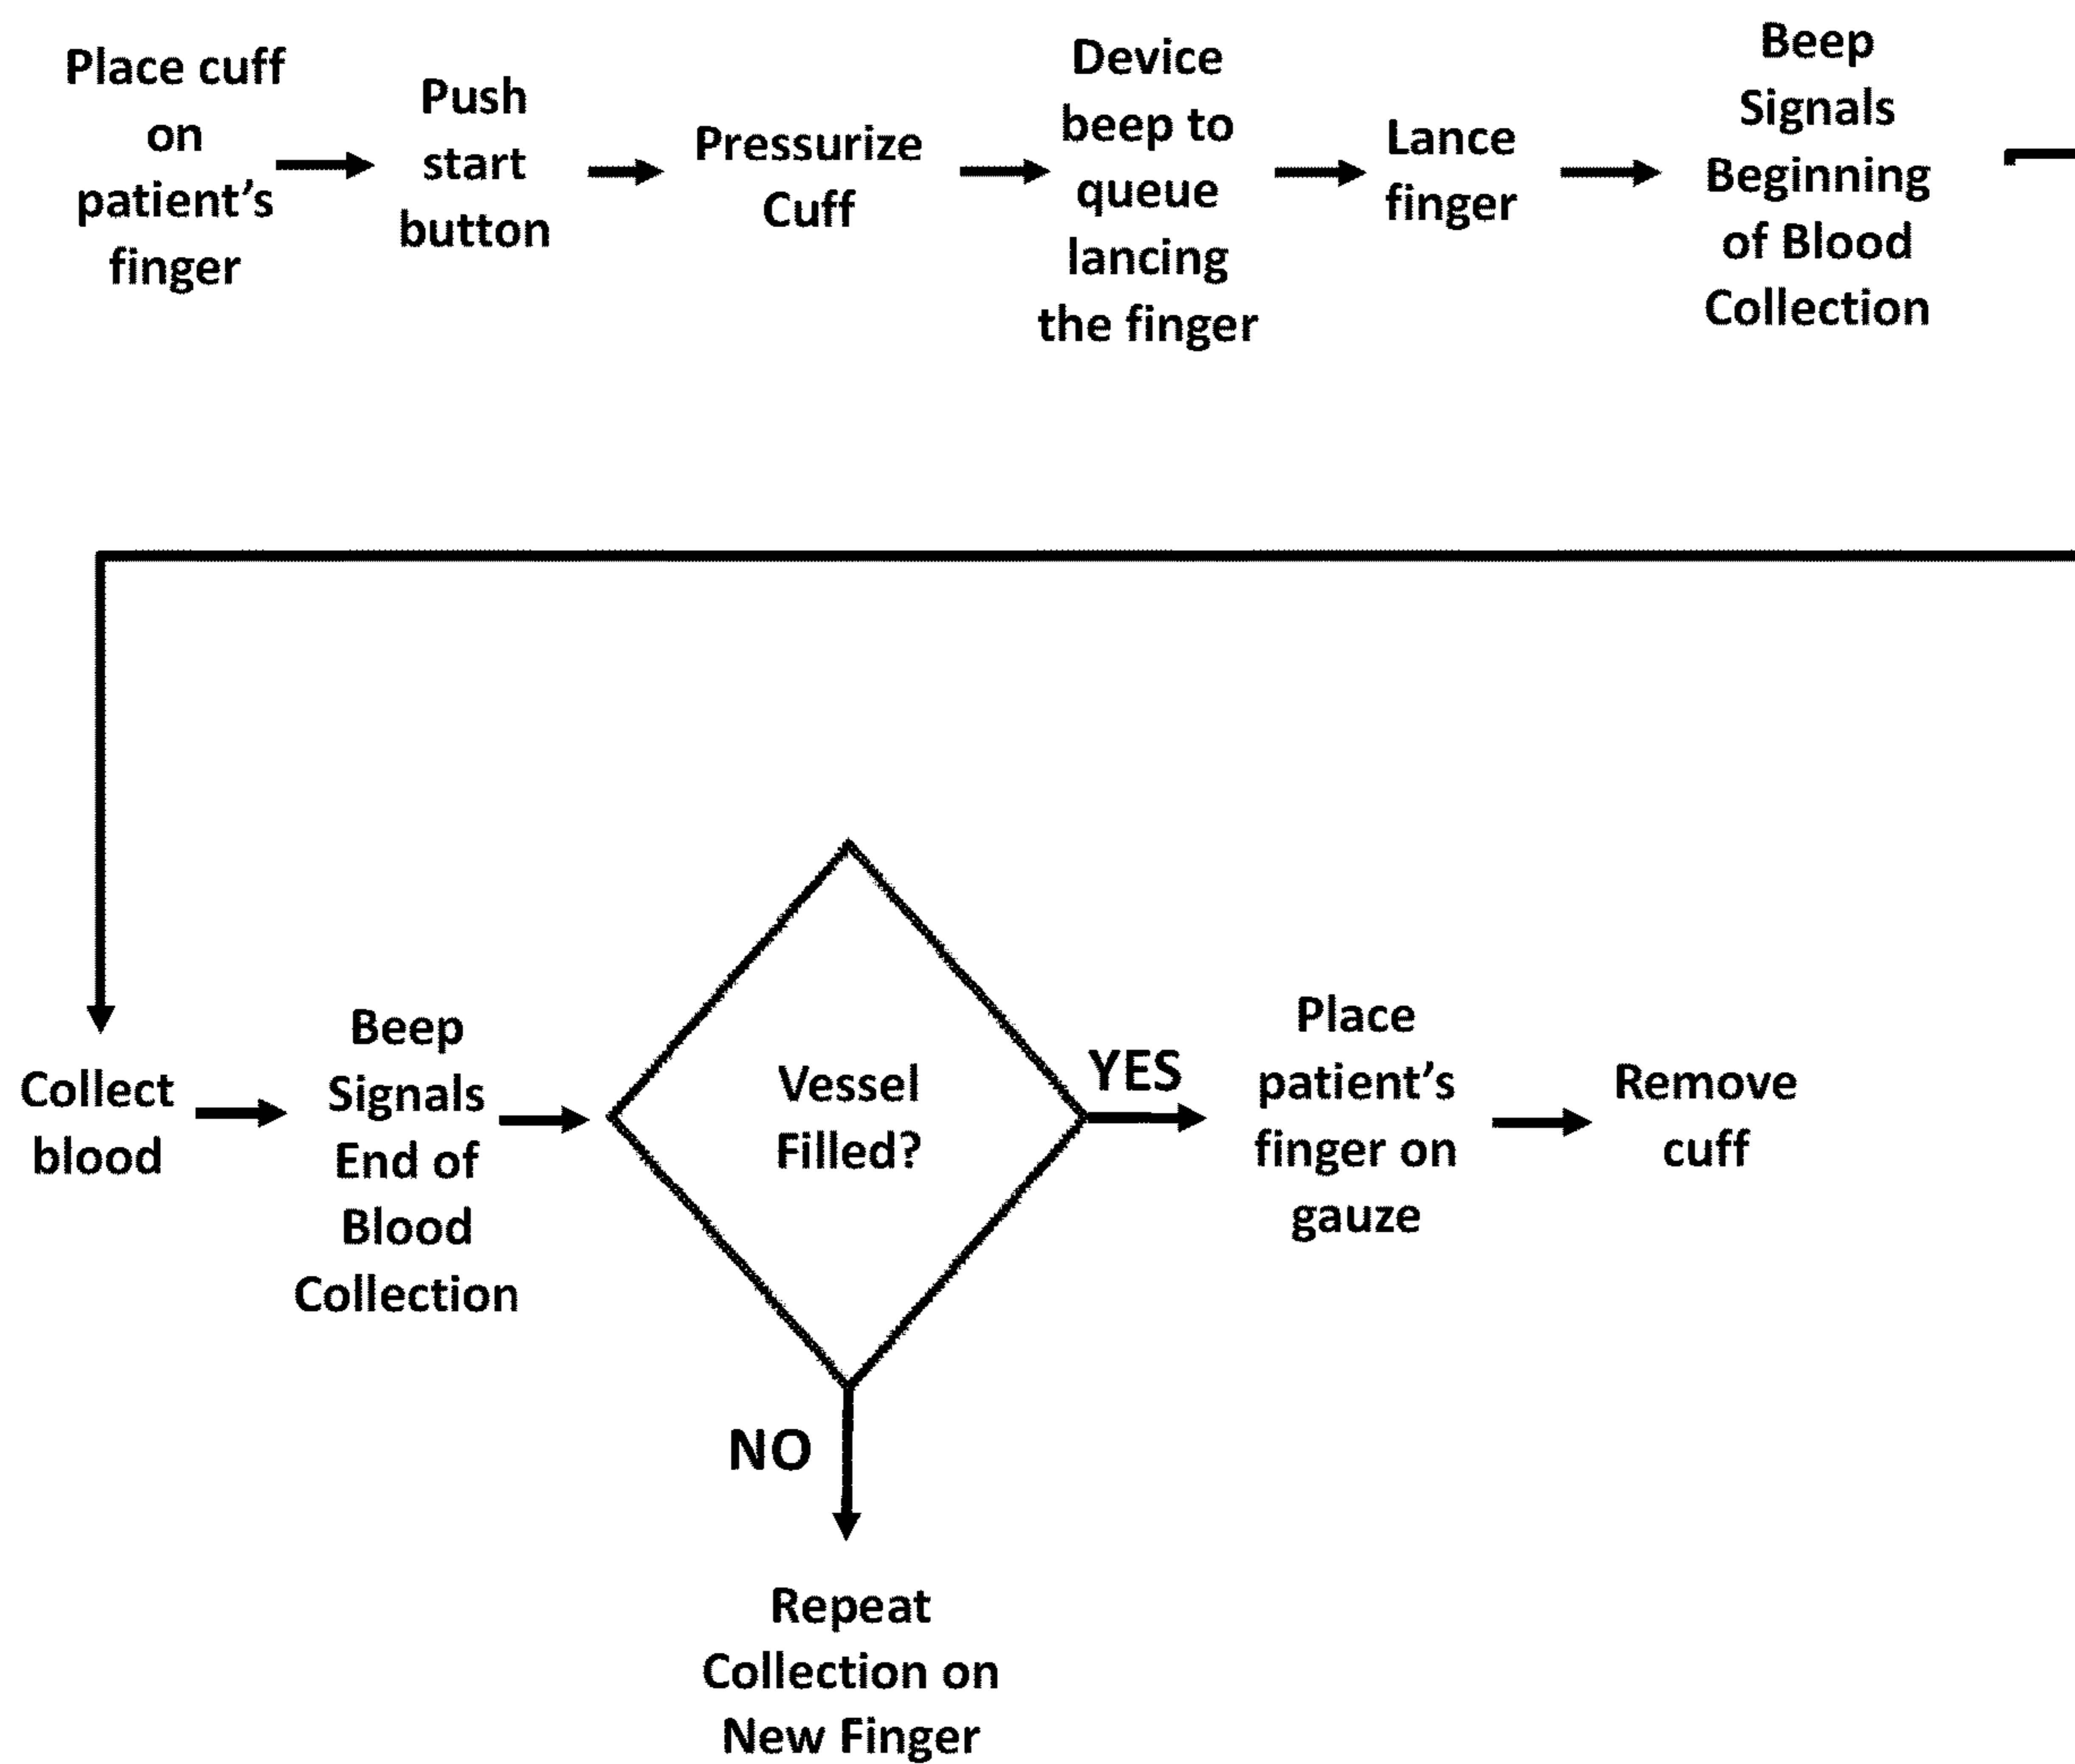 Place cuff
on
patient’s
finger
Push
start
button
Pressurize
Cuff
Device
beep to
queue
lancing
the finger
Lance
finger
Beep
Signals
Beginning
of Blood
Collection
Collect
blood
Beep
Signals
End of
Blood
Collection
Vessel
Filled?
YES
Place
patient’s
finger on
gauze
Remove
cuff
NO
Repeat
Collection on
New Finger